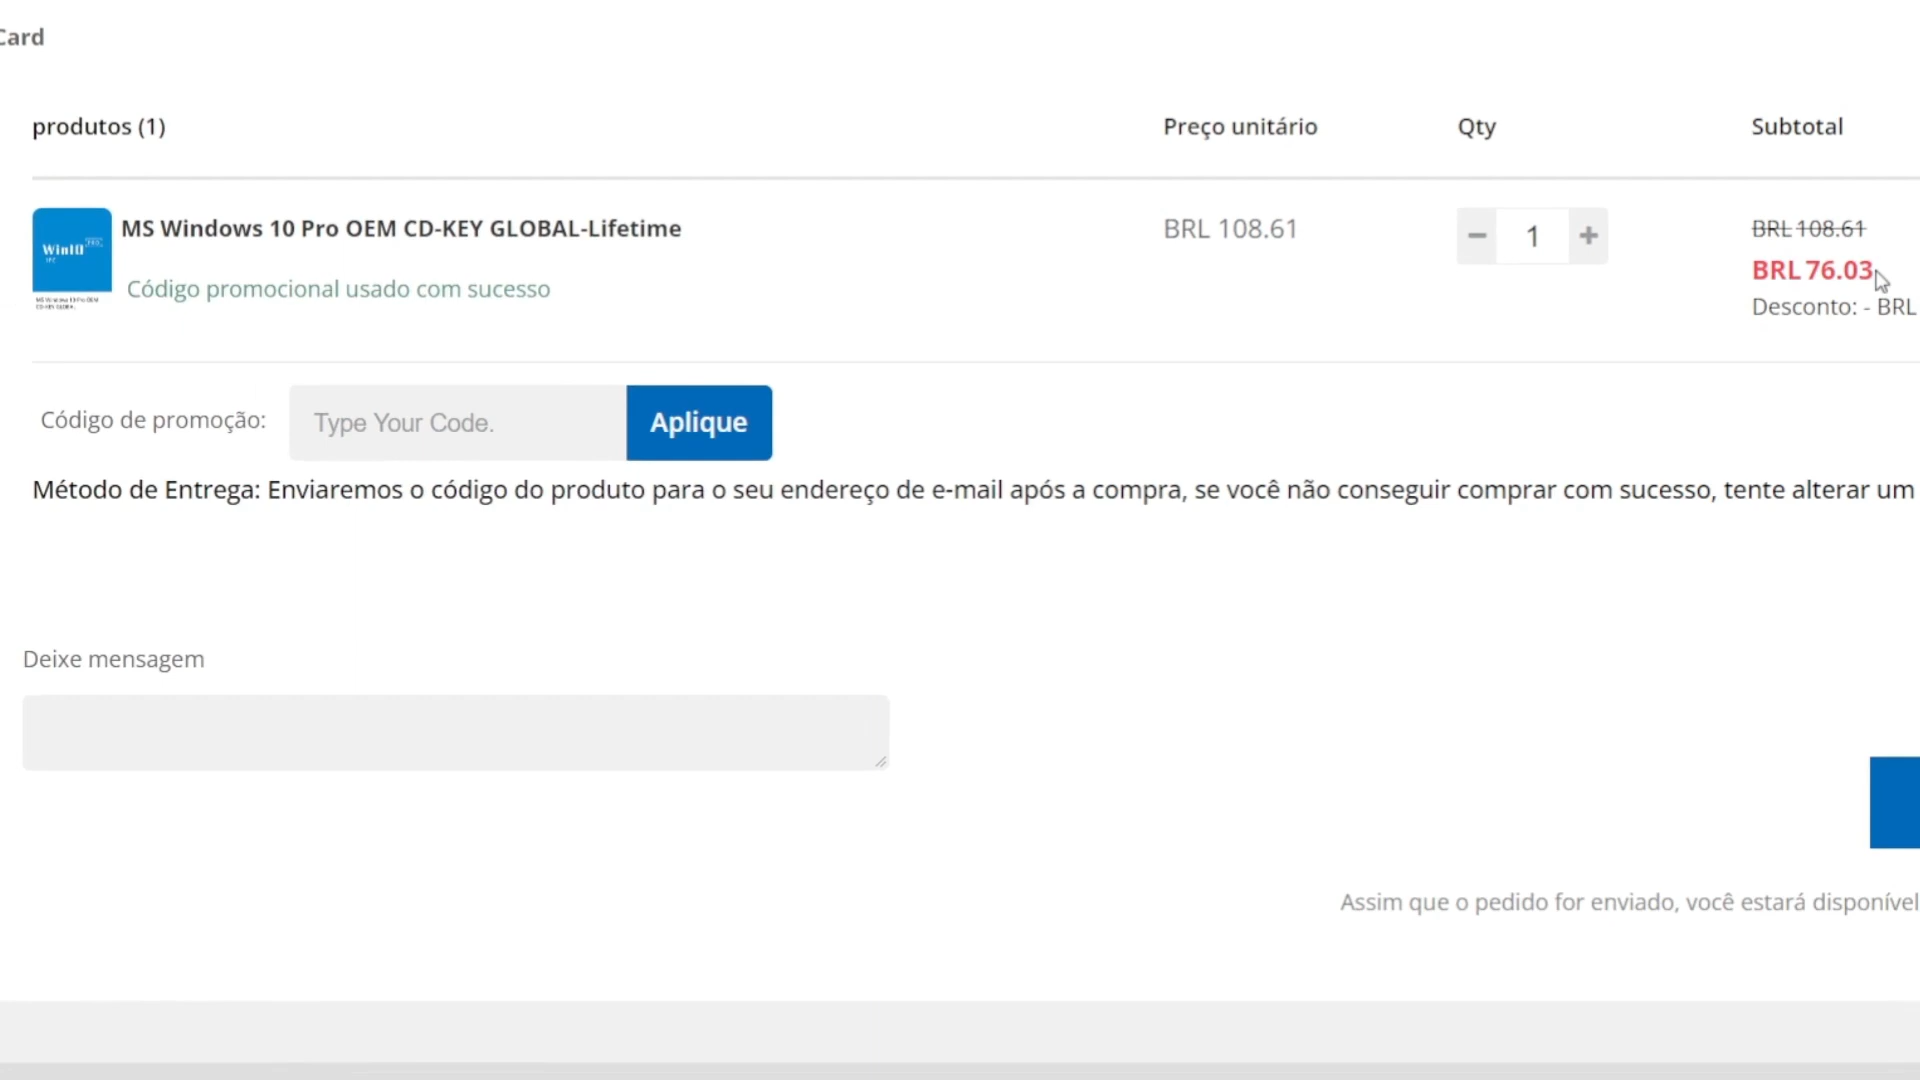 Card
produtos (1)
Preço unitário
Qty
Subtotal
Win10 PRO
MS Windows 10 Pro OEM CD-KEY GLOBAL-Lifetime
BRL 108.61
1
BRL 108.61
BRL 76.03
Código promocional usado com sucesso
Desconto: - BRL
Código de promoção:
Type Your Code.
Aplique
Método de Entrega: Enviaremos o código do produto para o seu endereço de e-mail após a compra, se você não conseguir comprar com sucesso, tente alterar um
Deixe mensagem
Assim que o pedido for enviado, você estará disponível